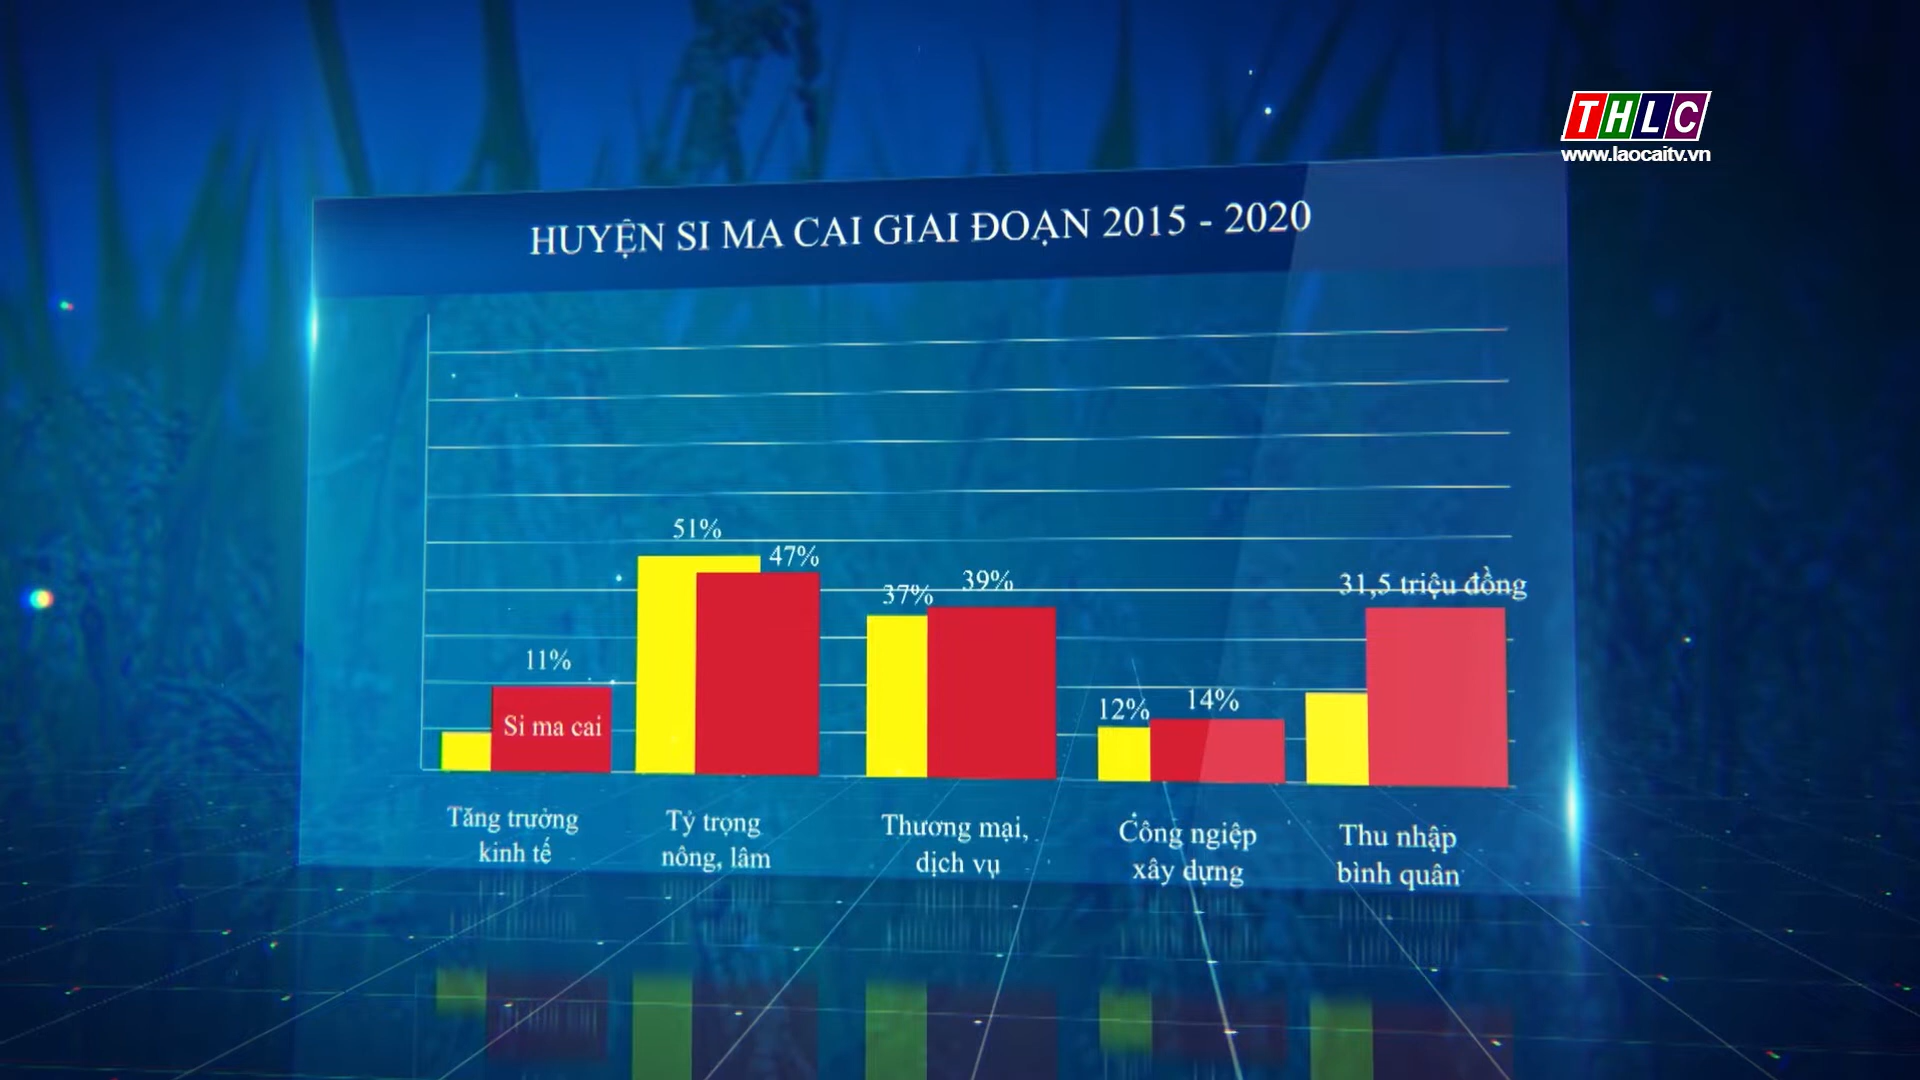 THLC
www.laocaitv.vn
HUYỆN SI MA CAI GIAI ĐOẠN 2015 - 2020
51%
47%
37%
39%
31,5 triệu đồng
11%
12%
14%
Si ma cai
Tăng trưởng
kinh tế
Tỷ trọng
nông, lâm
Thương mại,
dịch vụ
Công ngiệp
xây dựng
Thu nhập
bình quân